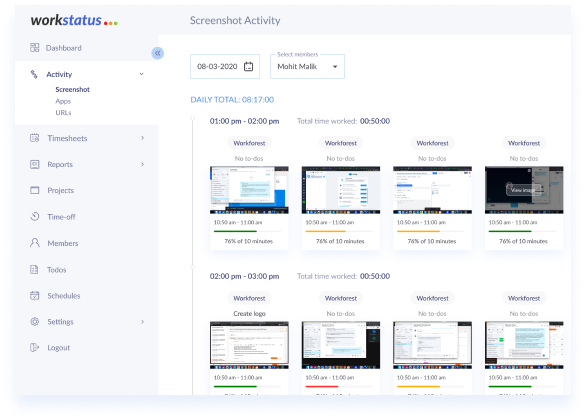 workstatus
Screenshot Activity
Dashboard
«
Activity
Screenshot
Apps
URLs
Timesheets
Reports
Projects
Time-off
Members
Todos
Schedules
Settings
Logout
08-03-2020
Select members
Mohit Malik
DAILY TOTAL: 08:17:00
01:00 pm - 02:00 pm Total time worked: 00:50:00
Workforest Workforest Workforest Workforest
No to-dos No to-dos No to-dos No to-dos
View image
10:50 am - 11:00 am 10:50 am - 11:00 am 10:50 am - 11:00 am 10:50 am - 11:00 am
76% of 10 minutes 76% of 10 minutes 76% of 10 minutes 76% of 10 minutes
02:00 pm - 03:00 pm Total time worked: 00:50:00
Workforest Workforest Workforest Workforest
Create logo No to-dos No to-dos No to-dos
10:50 am - 11:00 am 10:50 am - 11:00 am 10:50 am - 11:00 am 10:50 am - 11:00 am